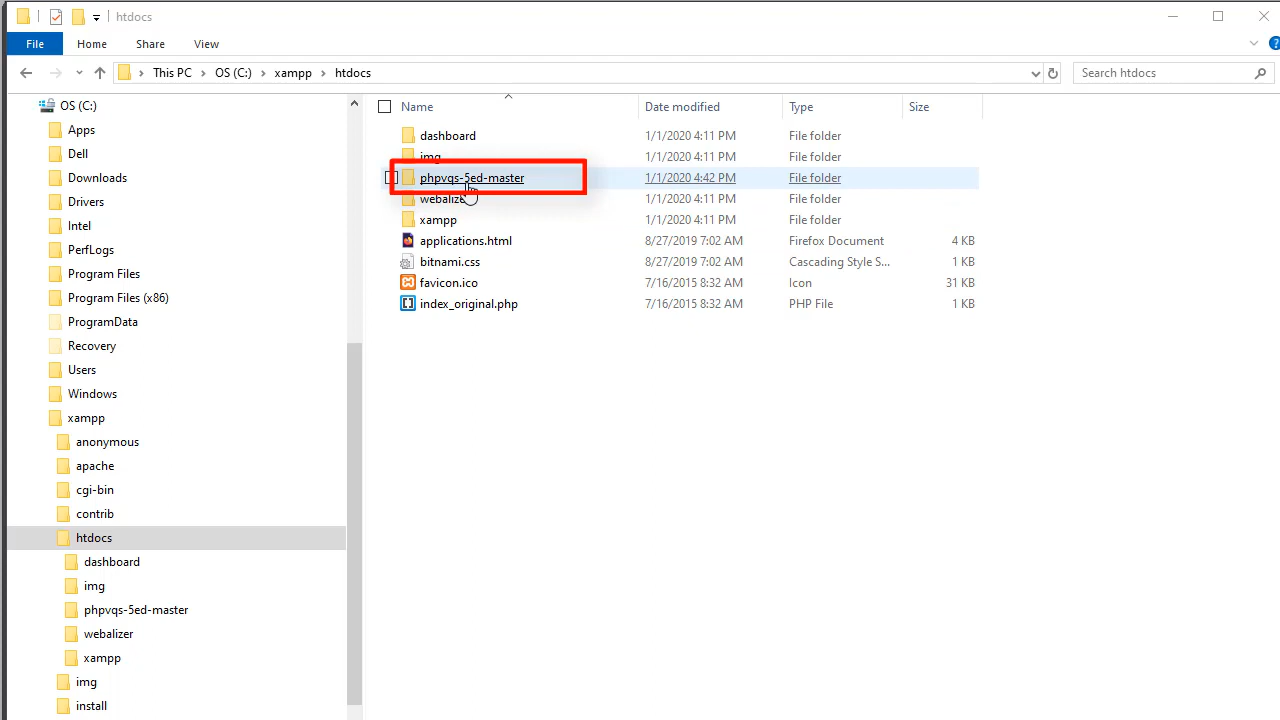 htdocs
File Home Share View
This PC OS (C:) xampp htdocs
Search htdocs
OS (C:)
Apps
Dell
Downloads
Drivers
Intel
PerfLogs
Program Files
Program Files (x86)
ProgramData
Recovery
Users
Windows
xampp
anonymous
apache
cgi-bin
contrib
htdocs
dashboard
img
phpvqs-5ed-master
webalizer
xampp
img
install
Name Date modified Type Size
dashboard 1/1/2020 4:11 PM File folder
img 1/1/2020 4:11 PM File folder
phpvqs-5ed-master 1/1/2020 4:42 PM File folder
webalizer 1/1/2020 4:11 PM File folder
xampp 1/1/2020 4:11 PM File folder
applications.html 8/27/2019 7:02 AM Firefox Document 4 KB
bitnami.css 8/27/2019 7:02 AM Cascading Style S... 1 KB
favicon.ico 7/16/2015 8:32 AM Icon 31 KB
index_original.php 7/16/2015 8:32 AM PHP File 1 KB